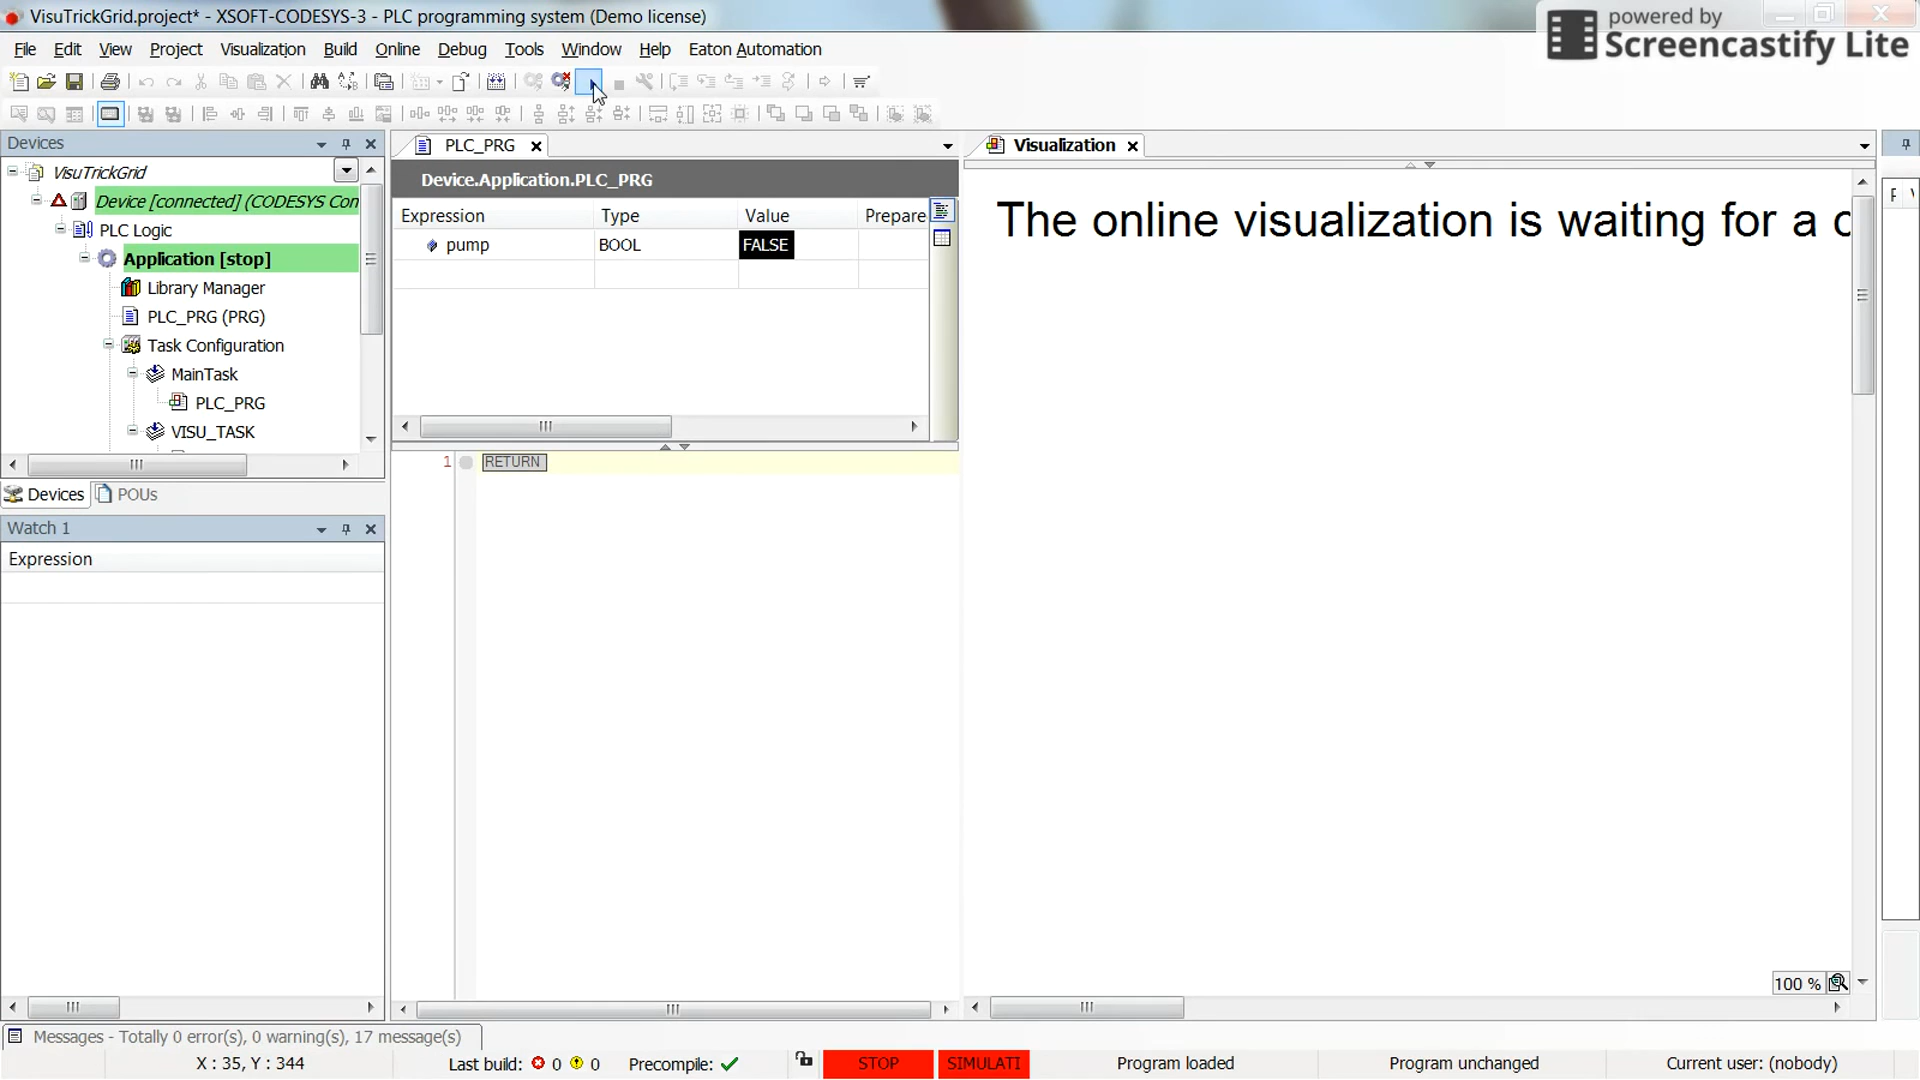 VisuTrickGrid.project* - XSOFT-CODESYS-3 - PLC programming system (Demo license)
powered by
Screencastify Lite
File Edit View Project Visualization Build Online Debug Tools Window Help Eaton Automation
Devices
VisuTrickGrid
Device [connected] (CODESYS Con
PLC Logic
Application [stop]
Library Manager
PLC_PRG (PRG)
Task Configuration
MainTask
PLC_PRG
VISU_TASK
Devices POUs
Watch 1
Expression
PLC_PRG
Device.Application.PLC_PRG
Expression Type Value Prepare
pump BOOL FALSE
1 RETURN
Visualization
The online visualization is waiting for a c
100 %
Messages - Totally 0 error(s), 0 warning(s), 17 message(s)
X : 35, Y : 344 Last build: 0 0 Precompile: STOP SIMULATI Program loaded Program unchanged Current user: (nobody)